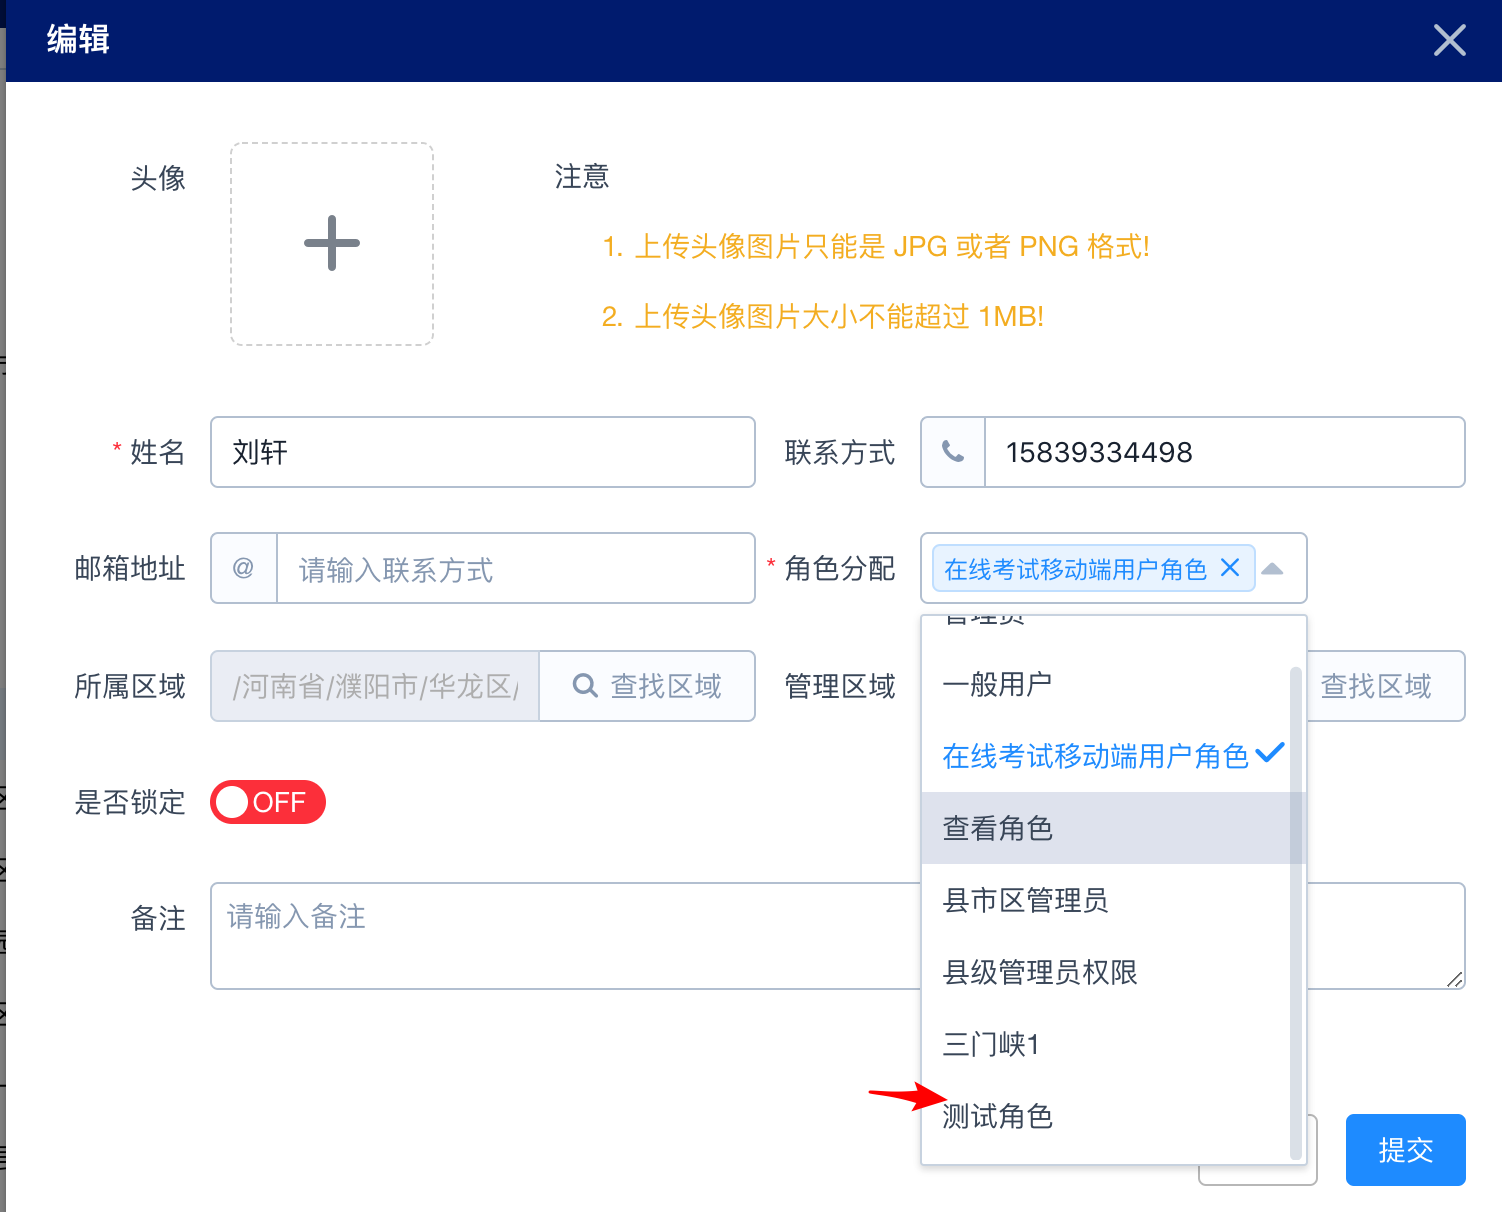 编辑
头像
注意
1. 上传头像图片只能是 JPG 或者 PNG 格式!
2. 上传头像图片大小不能超过 1MB!
* 姓名
刘轩
联系方式
15839334498
邮箱地址
@
请输入联系方式
* 角色分配
在线考试移动端用户角色
管理员
所属区域
/河南省/濮阳市/华龙区/
查找区域
管理区域
查找区域
一般用户
在线考试移动端用户角色
是否锁定
OFF
查看角色
县市区管理员
备注
请输入备注
县级管理员权限
三门峡1
测试角色
提交